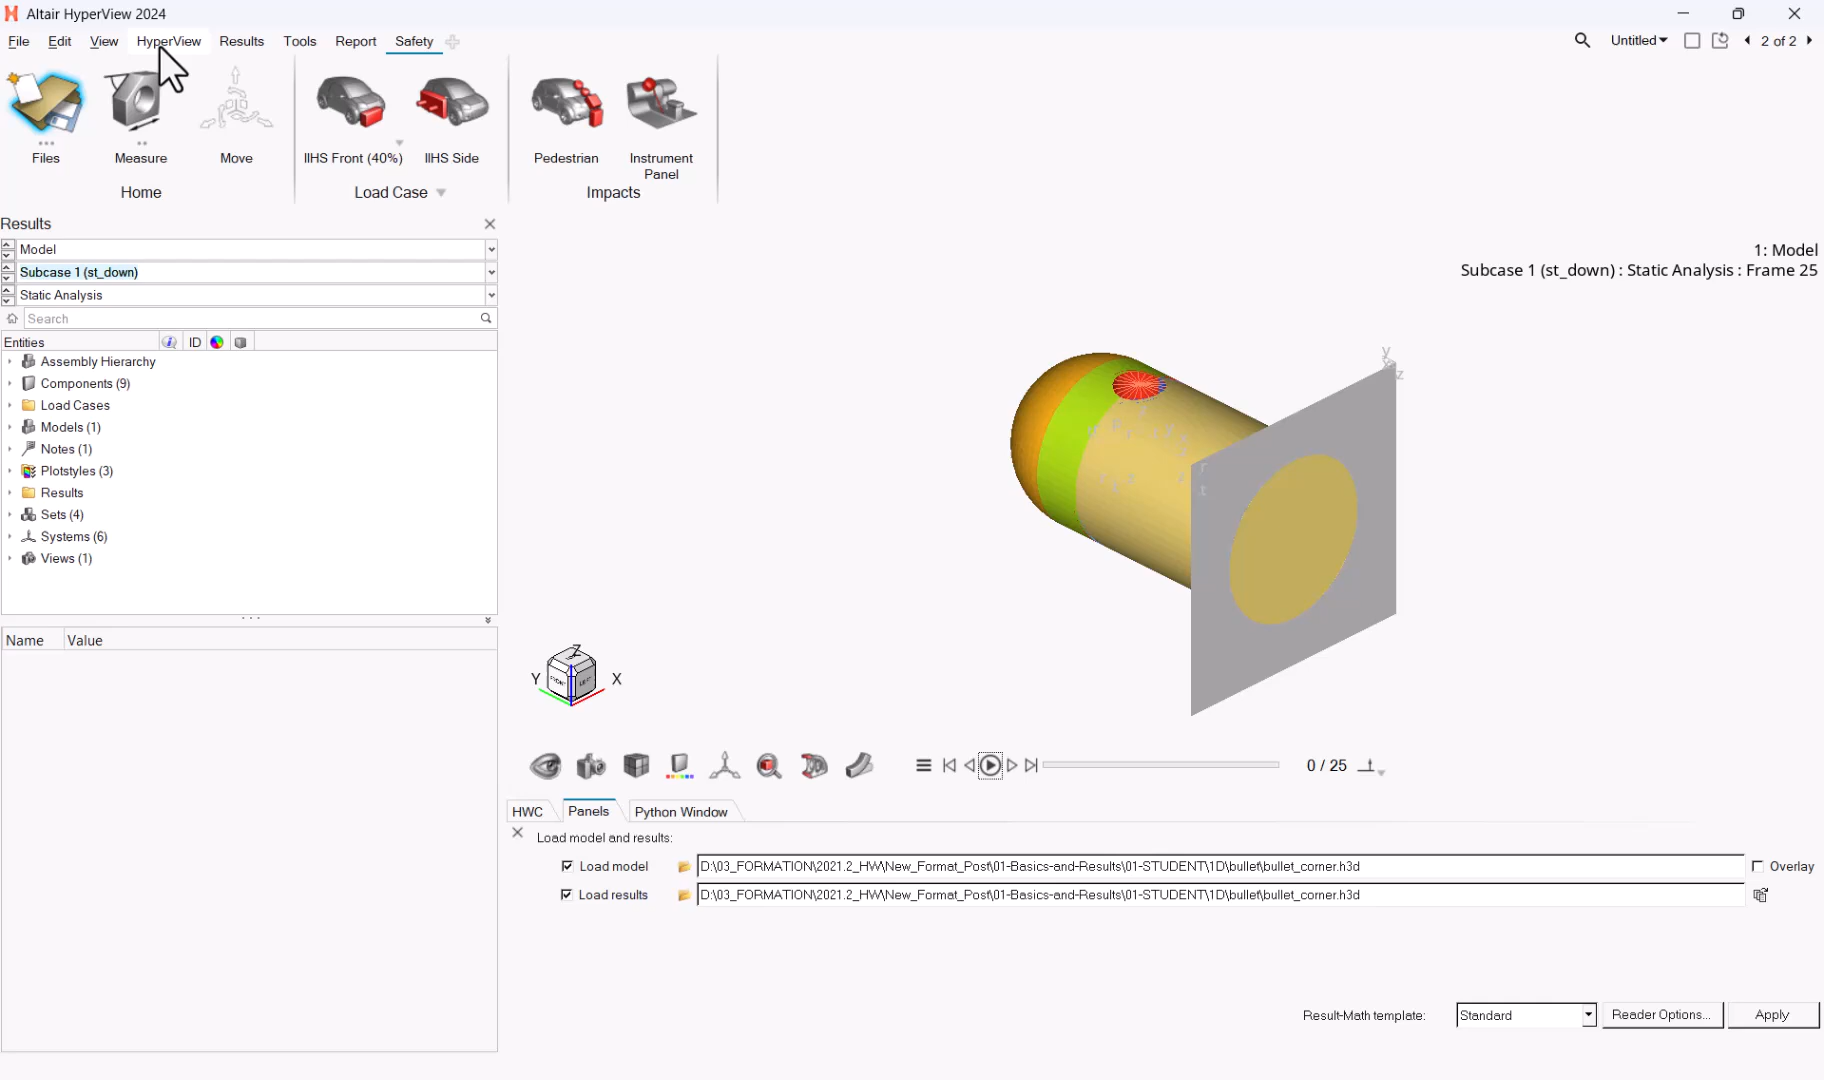 Altair HyperView 2024
File Edit View HyperView Results Tools Report Safety
Untitled 2 of 2
Files Measure Move IIHS Front (40%) IIHS Side Pedestrian Instrument Panel
Home Load Case Impacts
Results
Model
Subcase 1 (st_down)
Static Analysis
Search
Entities ID
Assembly Hierarchy
Components (9)
Load Cases
Models (1)
Notes (1)
Plotstyles (3)
Results
Sets (4)
Systems (6)
Views (1)
Name Value
1: Model
Subcase 1 (st_down) : Static Analysis : Frame 25
y
z
r
t
Z
Y X
0 / 25
HWC Panels Python Window
Load model and results:
Load model D:\03_FORMATION\2021.2_HW\New_Format_Post\01-Basics-and-Results\01-STUDENT\1D\bullet\bullet_corner.h3d Overlay
Load results D:\03_FORMATION\2021.2_HW\New_Format_Post\01-Basics-and-Results\01-STUDENT\1D\bullet\bullet_corner.h3d
Result-Math template: Standard Reader Options... Apply